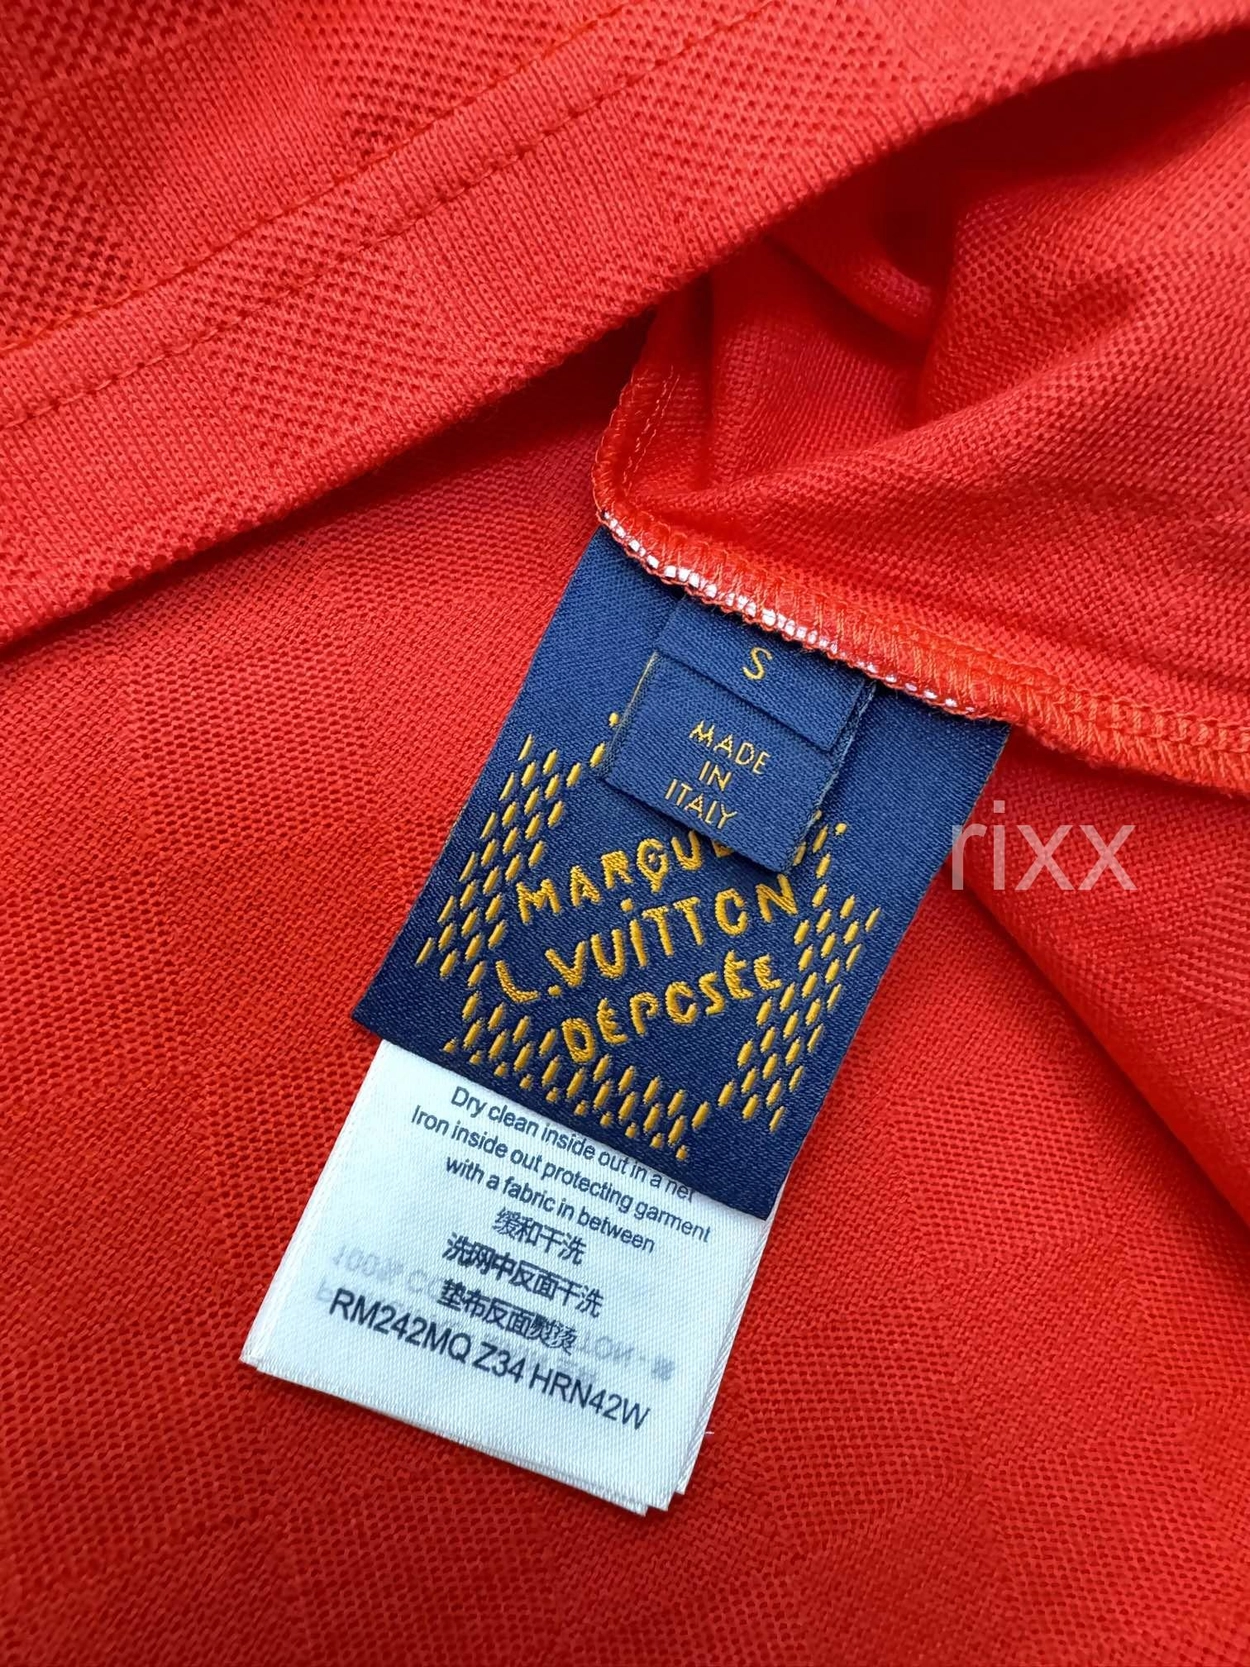 S
MADE
IN
ITALY
L.VUITTON
DÉPOSÉE
rixx
Dry clean inside out in a net
Iron inside out protecting garment
with a fabric in between
缓和干洗
洗网中反面干洗
垫布反面熨烫
RM242MQ Z34 HRN42W